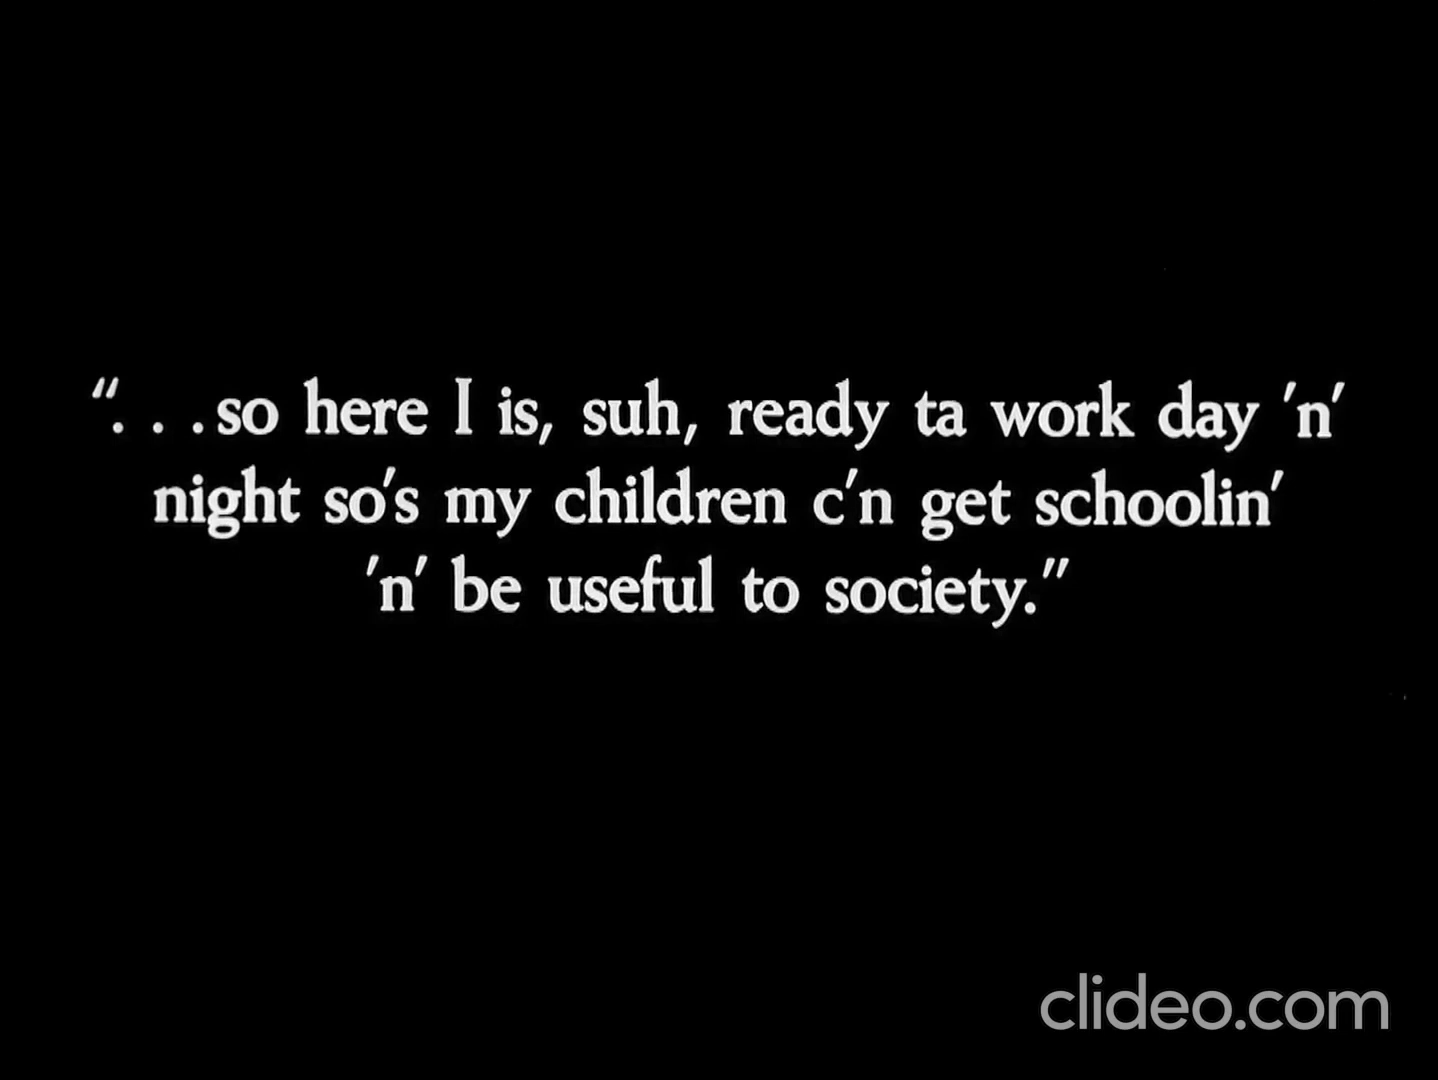 “. . .so here I is, suh, ready ta work day ’n’
night so’s my children c’n get schoolin’
’n’ be useful to society.”
clideo.com